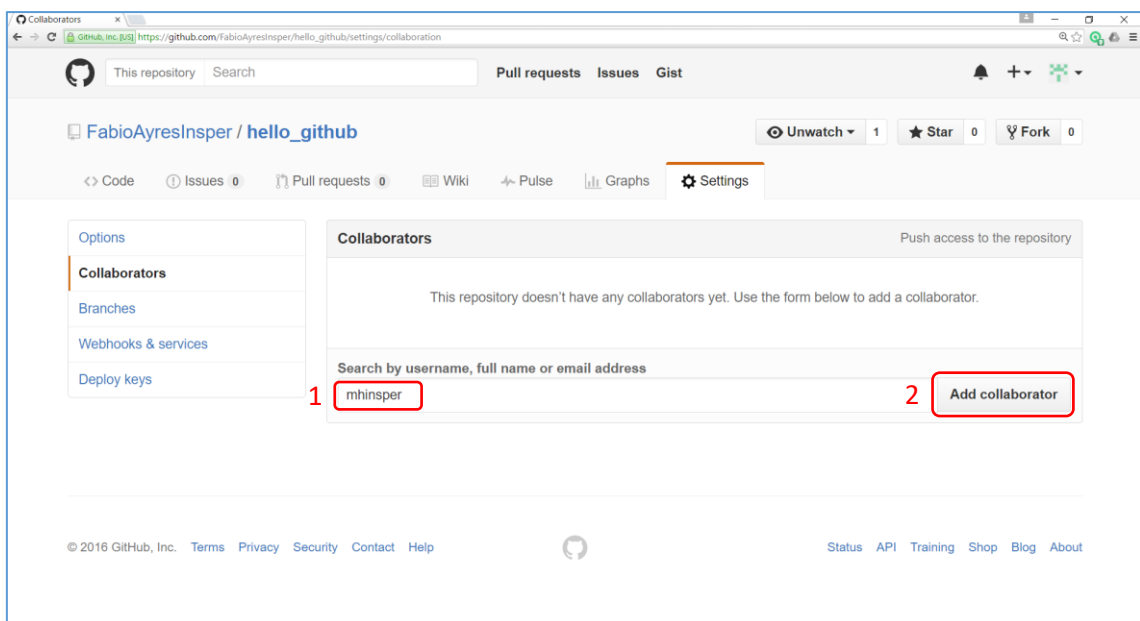 Collaborators
GitHub, Inc. [US] https://github.com/FabioAyresInsper/hello_github/settings/collaboration
This repository Search Pull requests Issues Gist
FabioAyresInsper / hello_github Unwatch 1 Star 0 Fork 0
Code Issues 0 Pull requests 0 Wiki Pulse Graphs Settings
Options
Collaborators
Branches
Webhooks & services
Deploy keys
Collaborators Push access to the repository
This repository doesn't have any collaborators yet. Use the form below to add a collaborator.
Search by username, full name or email address
1 mhinsper 2 Add collaborator
© 2016 GitHub, Inc. Terms Privacy Security Contact Help Status API Training Shop Blog About